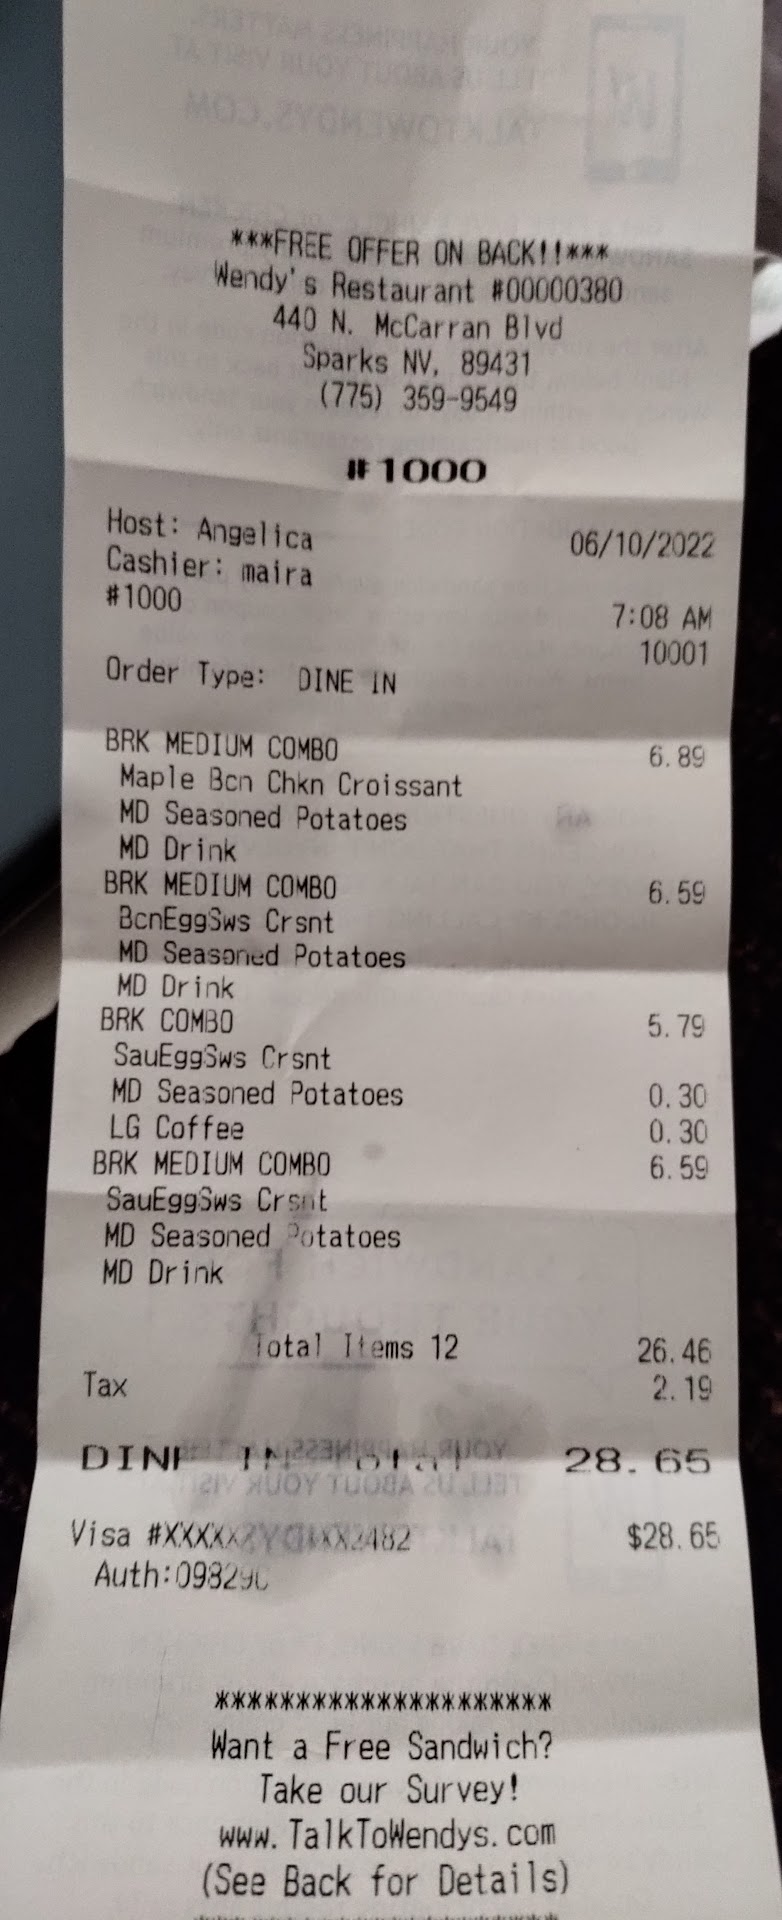 ***FREE OFFER ON BACK!!***
Wendy's Restaurant #00000380
440 N. McCarran Blvd
Sparks NV, 89431
(775) 359-9549
#1000
Host: Angelica 06/10/2022
Cashier: maira
#1000 7:08 AM
10001
Order Type: DINE IN
BRK MEDIUM COMBO 6.89
Maple Bcn Chkn Croissant
MD Seasoned Potatoes
MD Drink
BRK MEDIUM COMBO 6.59
BcnEggSws Crsnt
MD Seasoned Potatoes
MD Drink
BRK COMBO 5.79
SauEggSws Crsnt
MD Seasoned Potatoes 0.30
LG Coffee 0.30
BRK MEDIUM COMBO 6.59
SauEggSws Crsnt
MD Seasoned Potatoes
MD Drink
Total Items 12 26.46
Tax 2.19
DINE IN Total 28.65
Visa $28.65
*********************
Want a Free Sandwich?
Take our Survey!
www.TalkToWendys.com
(See Back for Details)